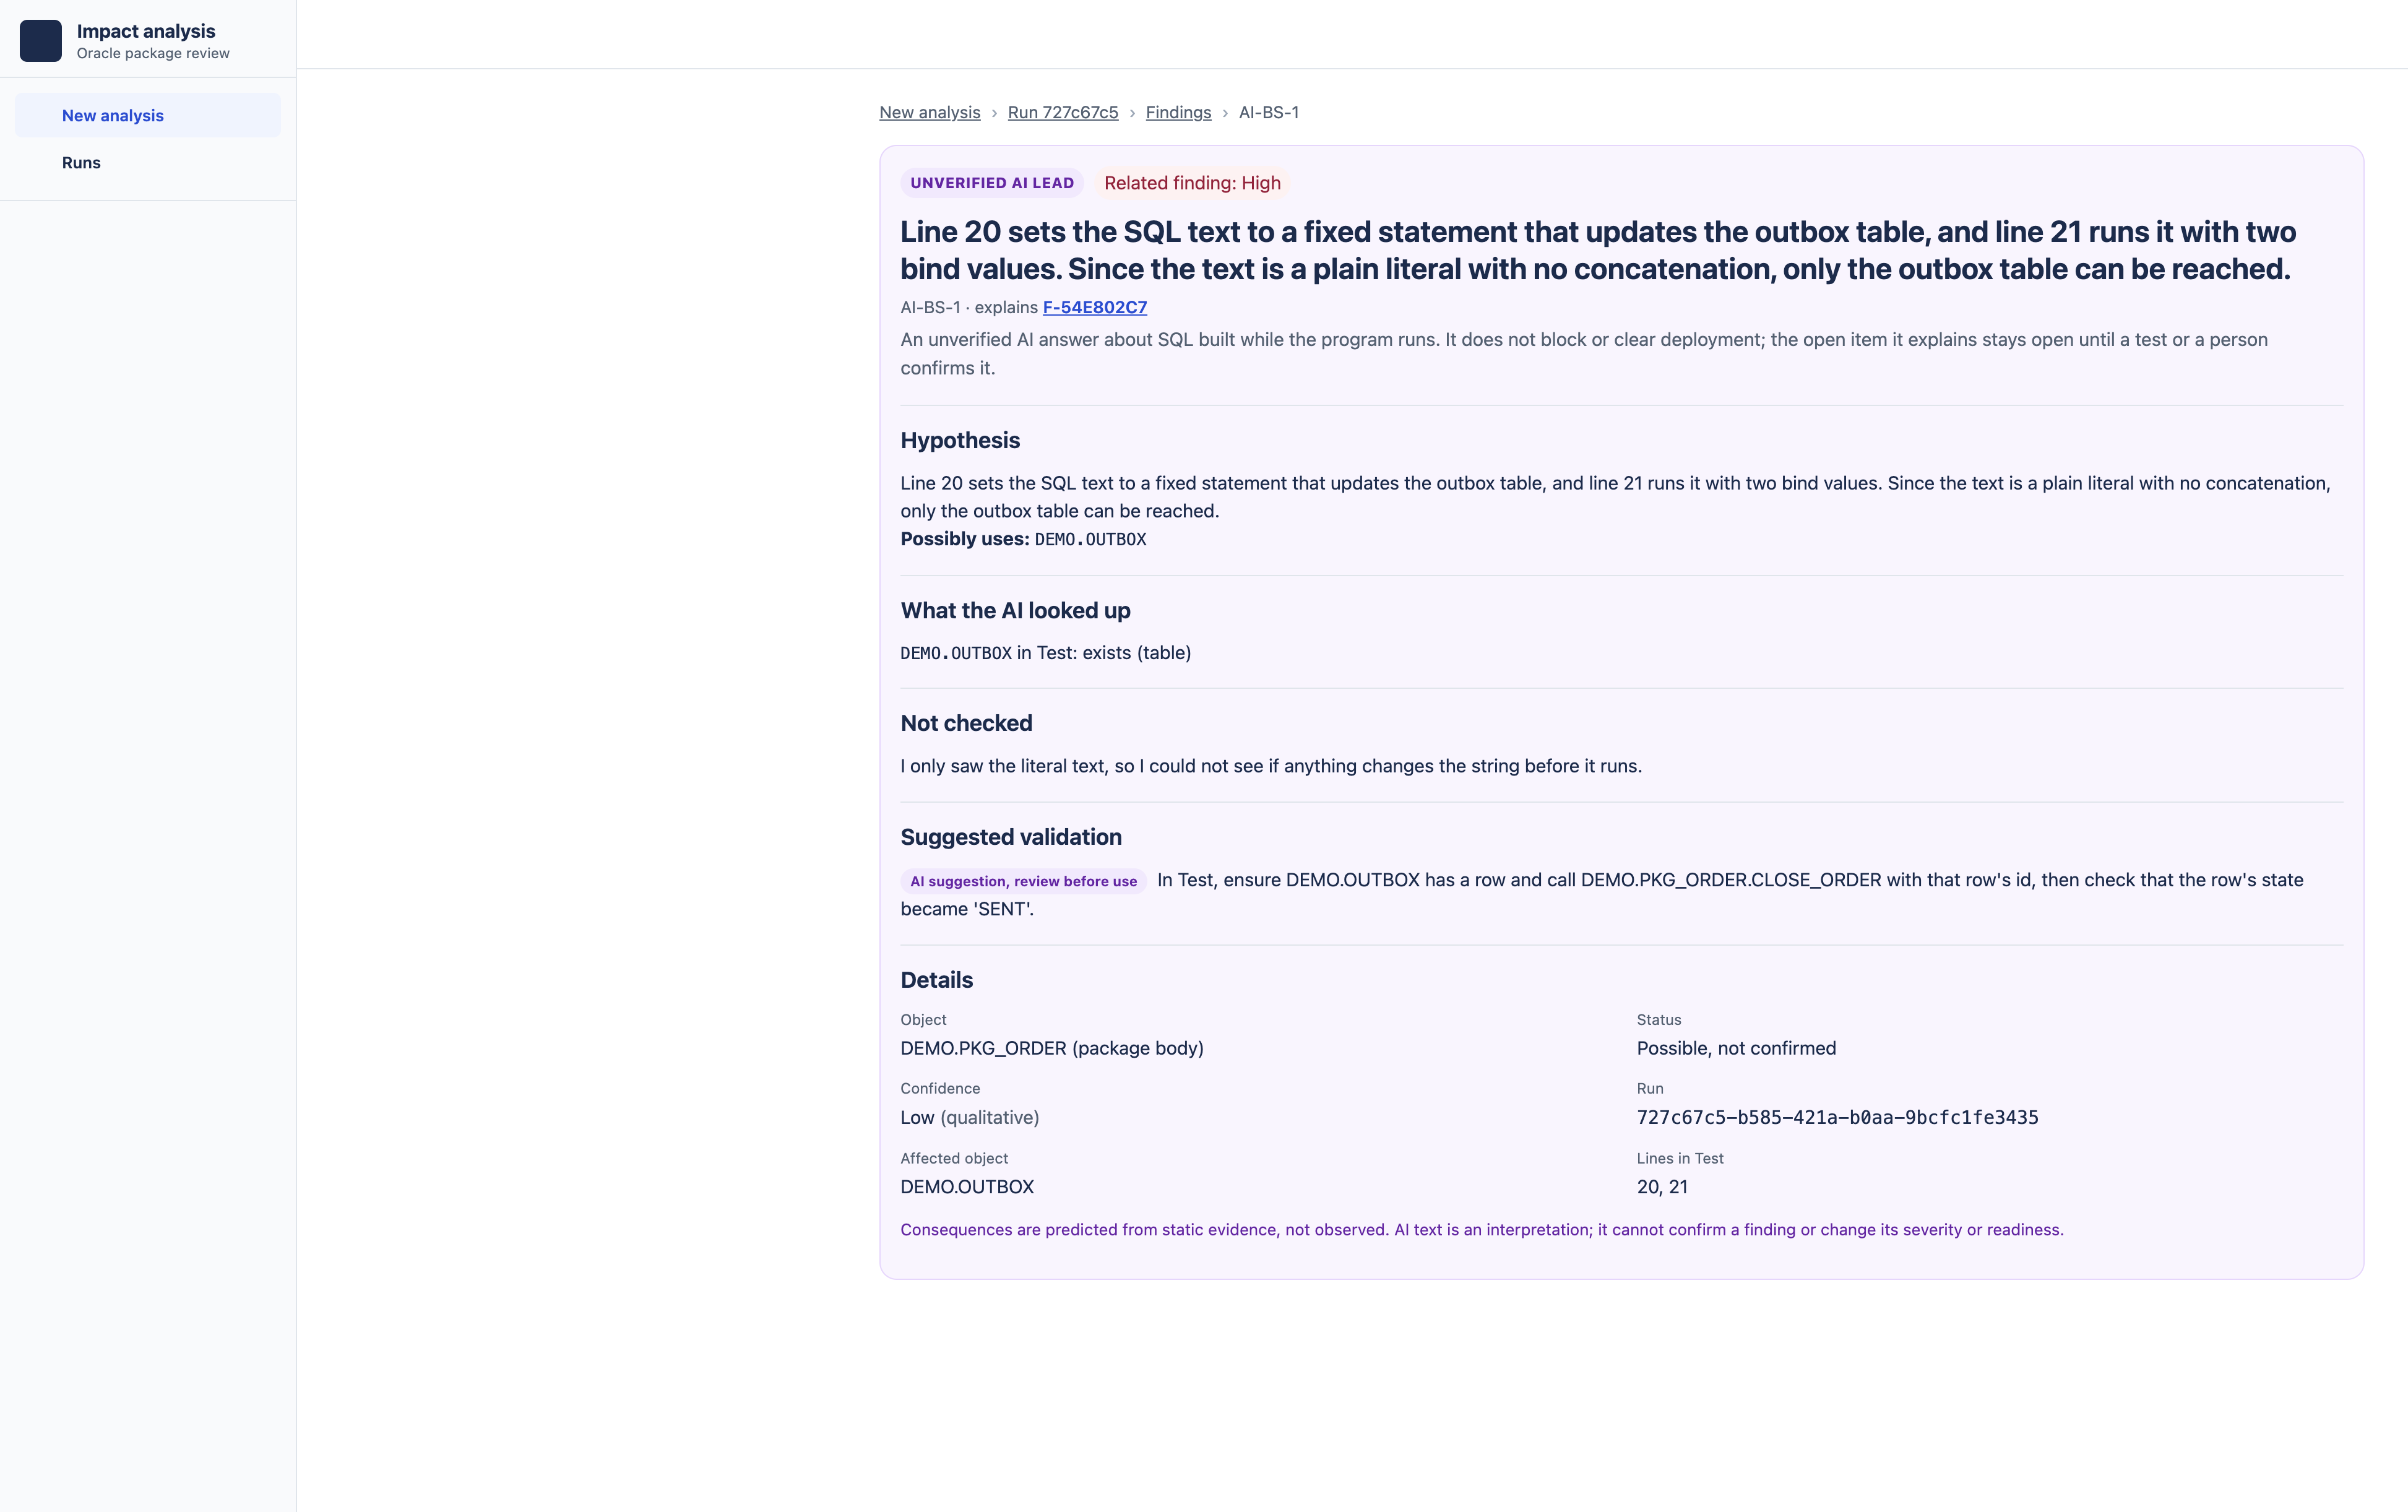 Impact analysis
Oracle package review
New analysis
Runs
New analysis › Run 727c67c5 › Findings › AI-BS-1
UNVERIFIED AI LEAD Related finding: High
Line 20 sets the SQL text to a fixed statement that updates the outbox table, and line 21 runs it with two
bind values. Since the text is a plain literal with no concatenation, only the outbox table can be reached.
AI-BS-1 · explains F-54E802C7
An unverified AI answer about SQL built while the program runs. It does not block or clear deployment; the open item it explains stays open until a test or a person
confirms it.
Hypothesis
Line 20 sets the SQL text to a fixed statement that updates the outbox table, and line 21 runs it with two bind values. Since the text is a plain literal with no concatenation,
only the outbox table can be reached.
Possibly uses: DEMO.OUTBOX
What the AI looked up
DEMO.OUTBOX in Test: exists (table)
Not checked
I only saw the literal text, so I could not see if anything changes the string before it runs.
Suggested validation
AI suggestion, review before use In Test, ensure DEMO.OUTBOX has a row and call DEMO.PKG_ORDER.CLOSE_ORDER with that row's id, then check that the row's state
became 'SENT'.
Details
Object
DEMO.PKG_ORDER (package body)
Status
Possible, not confirmed
Confidence
Low (qualitative)
Run
727c67c5-b585-421a-b0aa-9bcfc1fe3435
Affected object
DEMO.OUTBOX
Lines in Test
20, 21
Consequences are predicted from static evidence, not observed. AI text is an interpretation; it cannot confirm a finding or change its severity or readiness.